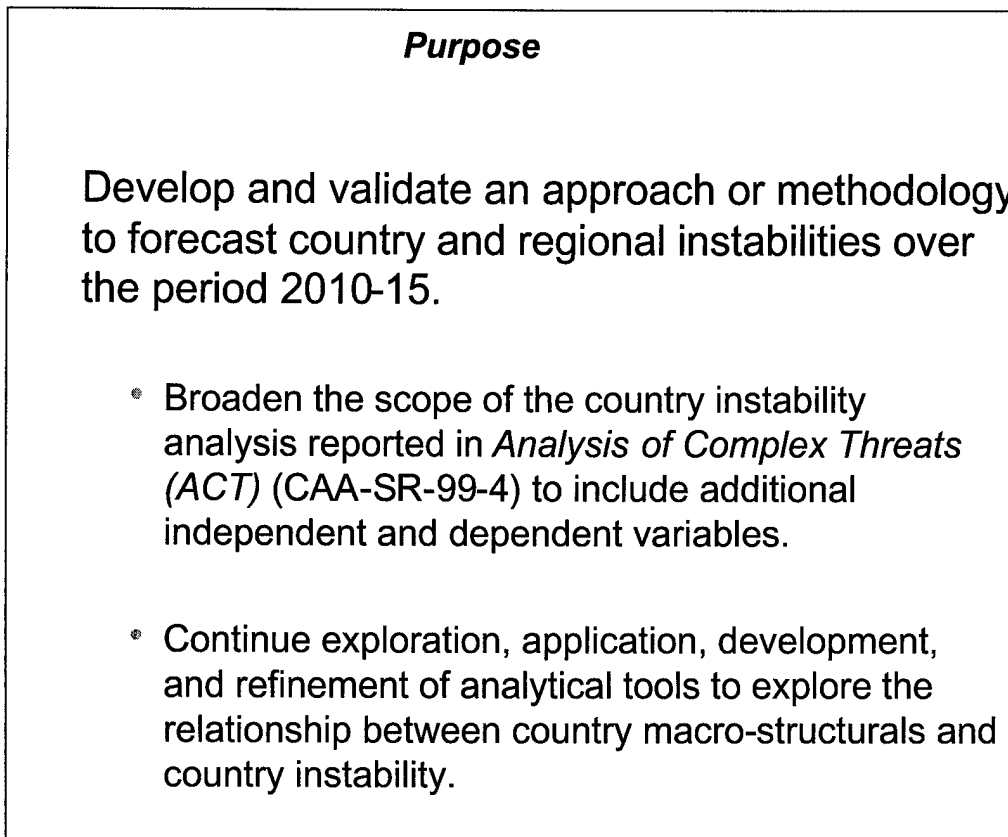 Purpose
Develop and validate an approach or methodology
to forecast country and regional instabilities over
the period 2010-15.
• Broaden the scope of the country instability
analysis reported in Analysis of Complex Threats
(ACT) (CAA-SR-99-4) to include additional
independent and dependent variables.
• Continue exploration, application, development,
and refinement of analytical tools to explore the
relationship between country macro-structurals and
country instability.